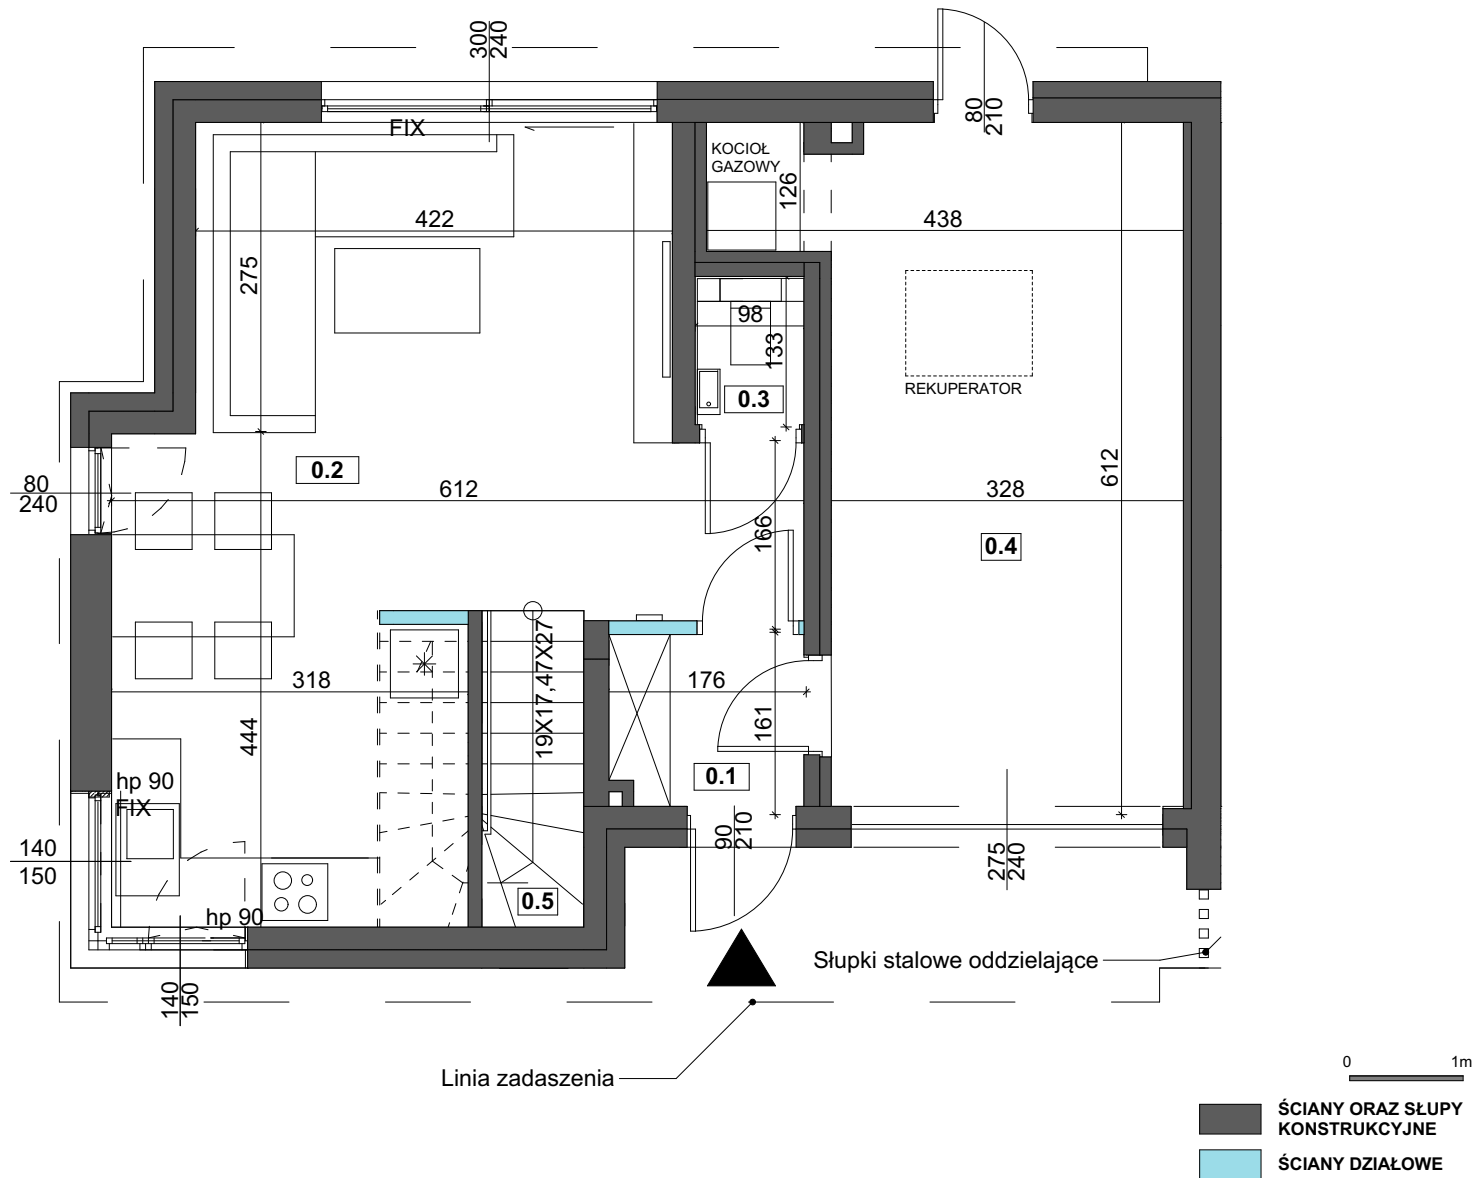 300
240
FIX
80
210
KOCIOŁ
GAZOWY
126
422
438
275
98
133
REKUPERATOR
0.3
0.2
80
240
612
328
612
166
0.4
19X17,47X27
318
176
444
161
0.1
hp 90
FIX
90
210
140
150
275
240
0.5
hp 90
Słupki stalowe oddzielające
140
150
Linia zadaszenia
0 1m
ŚCIANY ORAZ SŁUPY
KONSTRUKCYJNE
ŚCIANY DZIAŁOWE